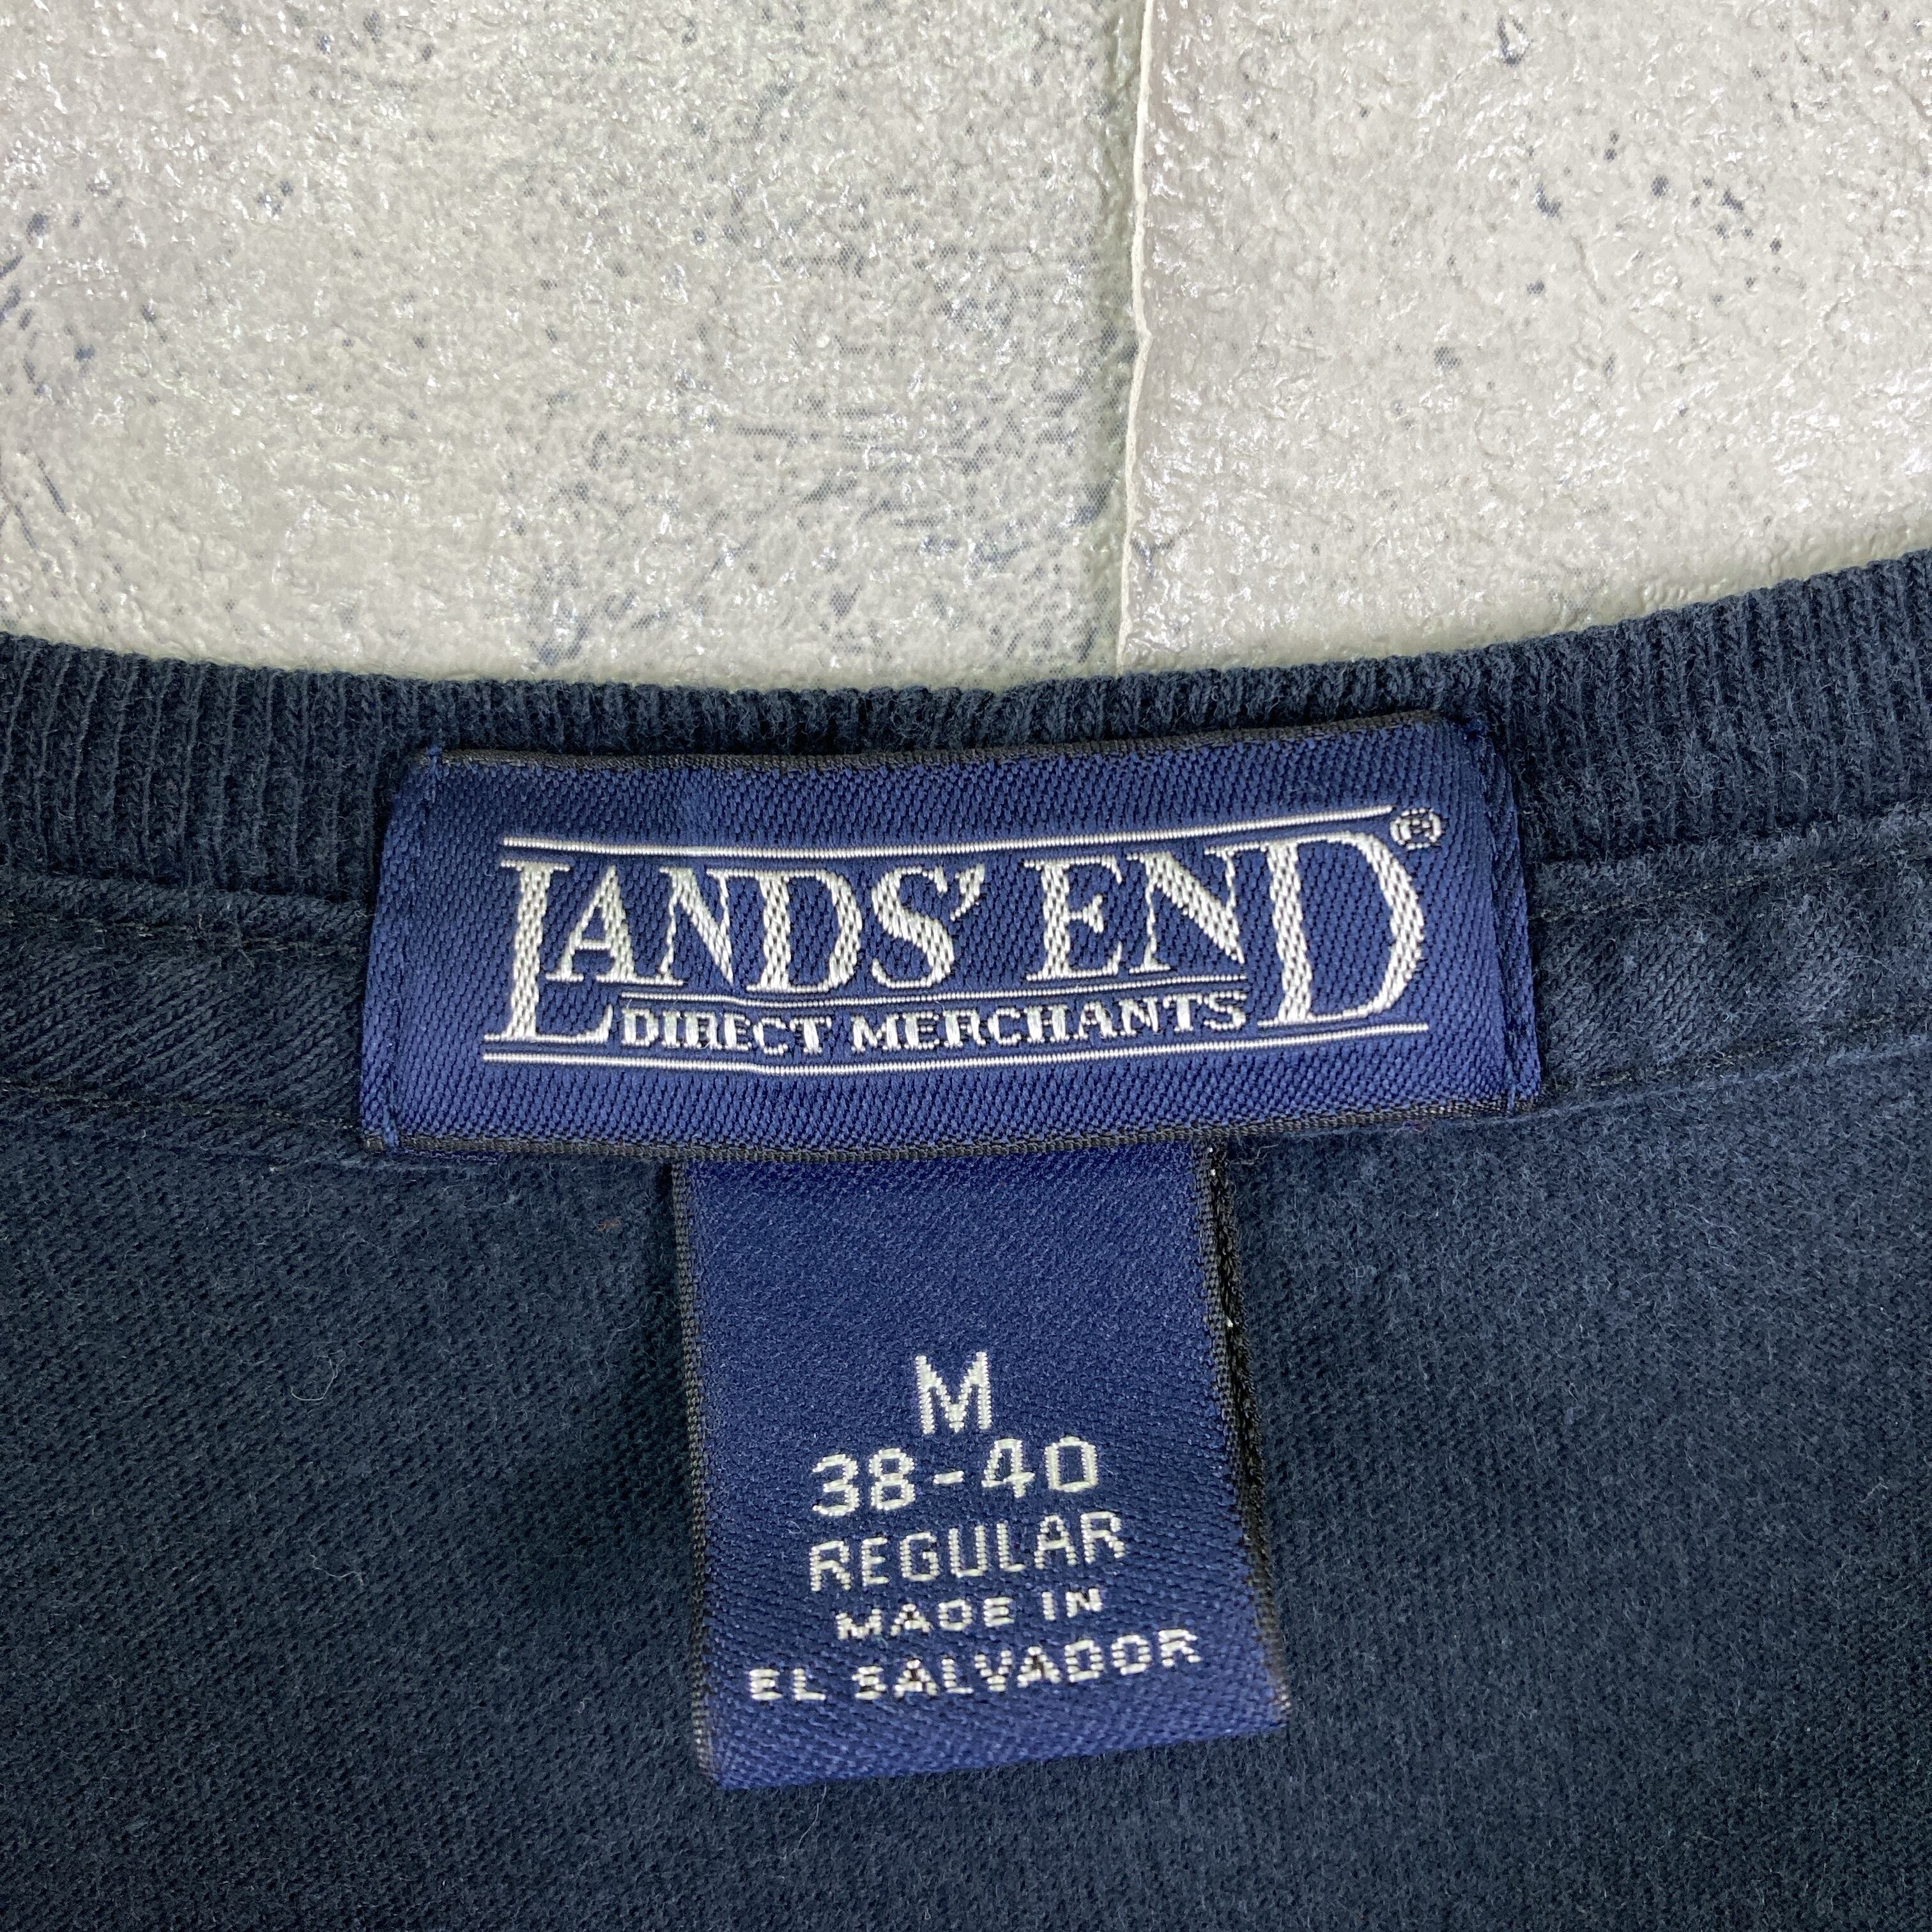 LANDS' END®
DIRECT MERCHANTS
M
38-40
REGULAR
MADE IN
EL SALVADOR